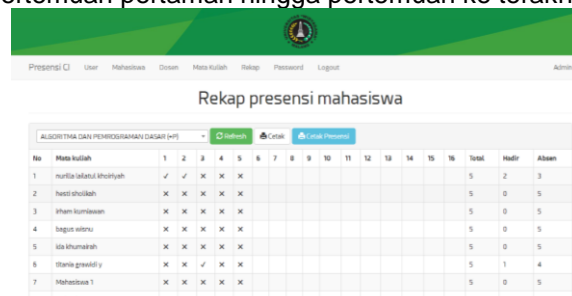 ertemuan pertaman hingga pertemuan ke terakh
Presensi CI User Mahasiswa Dosen Mata Kuliah Rekap Password Logout Admin
Rekap presensi mahasiswa
ALGORITMA DAN PEMROGRAMAN DASAR (+P) Refresh Cetak Cetak Presensi
No Mata kuliah 1 2 3 4 5 6 7 8 9 10 11 12 13 14 15 16 Total Hadir Absen
1 nurilla lailatul khoiriyah ✓ ✓ × × × 5 2 3
2 hesti sholikah × × × × × 5 0 5
3 irham kurniawan × × × × × 5 0 5
4 bagus wisnu × × × × × 5 0 5
5 ida khumairah × × × × × 5 0 5
6 titania grawidi y × × ✓ × × 5 1 4
7 Mahasiswa 1 × × × × × 5 0 5